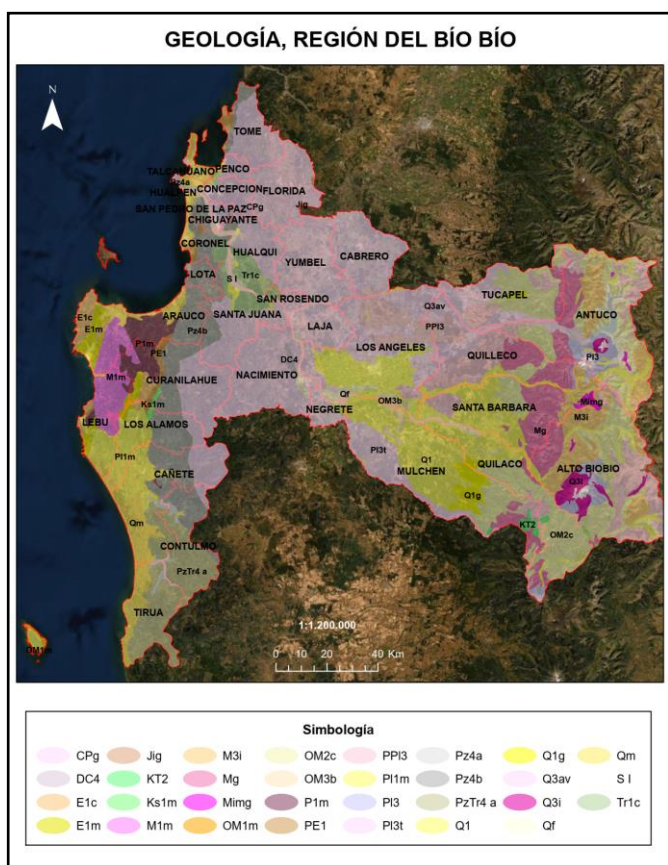 GEOLOGÍA, REGIÓN DEL BÍO BÍO
N
TOME
TALCAHUANO
PENCO
Pz4a
HUALPEN
CONCEPCION
FLORIDA
SAN PEDRO DE LA PAZ
CPg
Jig
CHIGUAYANTE
CORONEL
HUALQUI
YUMBEL
CABRERO
LOTA
S I
Tr1c
SAN ROSENDO
TUCAPEL
Q3av
ANTUCO
E1c
E1m
ARAUCO
SANTA JUANA
P1m
PE1
Pz4b
LAJA
LOS ANGELES
PPl3
QUILLECO
Pl3
DC4
M1m
CURANILAHUE
NACIMIENTO
Qf
OM3b
Ks1m
NEGRETE
SANTA BARBARA
Mimg
M3i
LEBU
LOS ALAMOS
Mg
Pl1m
Pl3t
Q1
MULCHEN
QUILACO
ALTO BIOBIO
CAÑETE
Q3i
Q1g
Qm
KT2
OM2c
CONTULMO
PzTr4 a
TIRUA
OM1m
1:1.200.000
0 10 20 40 Km
Simbología
CPg Jig M3i OM2c PPl3 Pz4a Q1g Qm
DC4 KT2 Mg OM3b Pl1m Pz4b Q3av S I
E1c Ks1m Mimg P1m Pl3 PzTr4 a Q3i Tr1c
E1m M1m OM1m PE1 Pl3t Q1 Qf